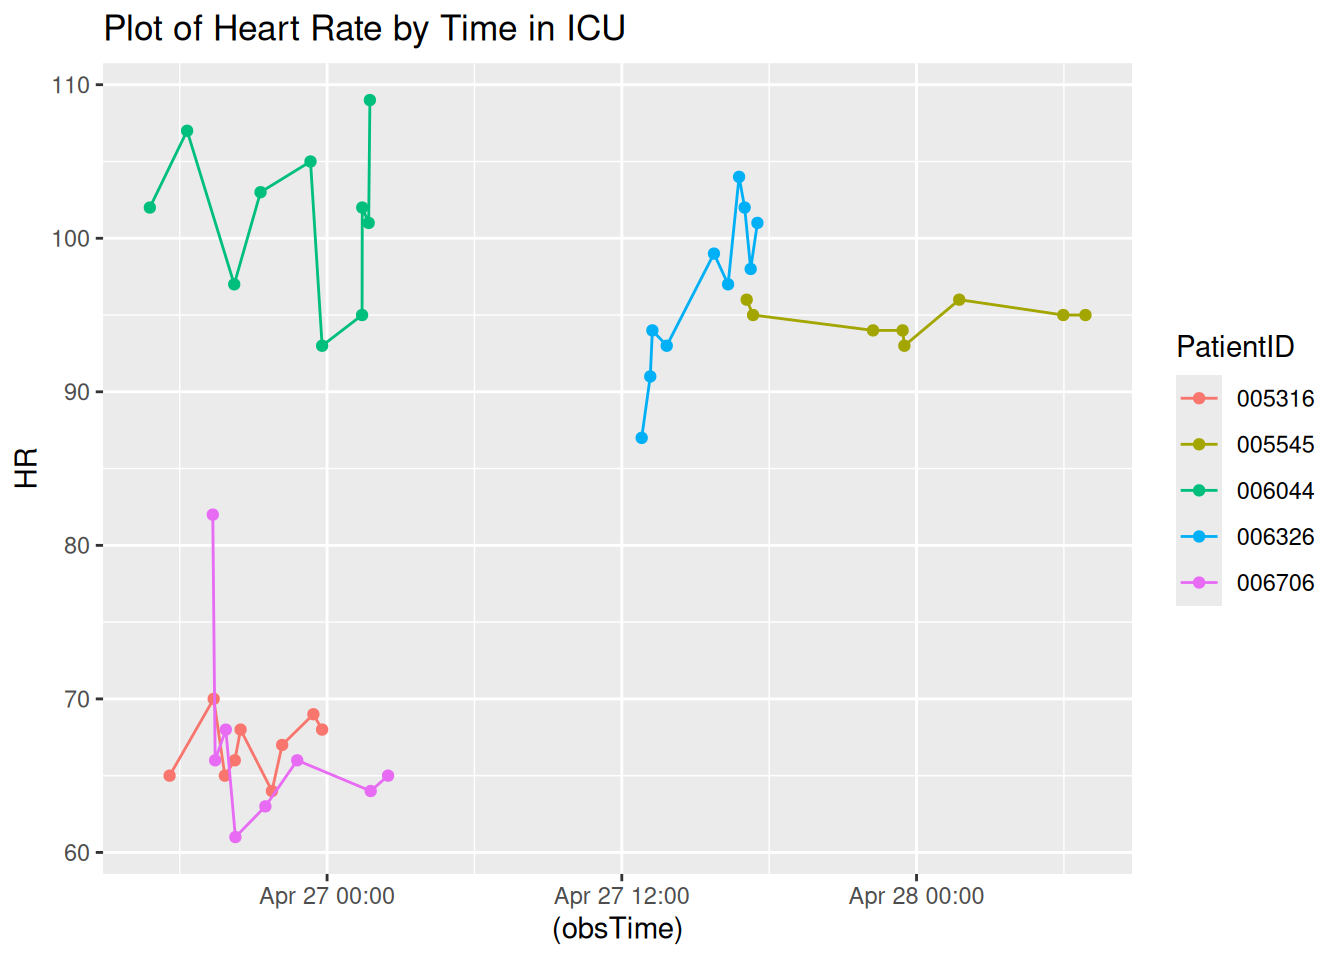 Plot of Heart Rate by Time in ICU
110
100
90
80
70
60
HR
Apr 27 00:00
Apr 27 12:00
Apr 28 00:00
(obsTime)
PatientID
005316
005545
006044
006326
006706